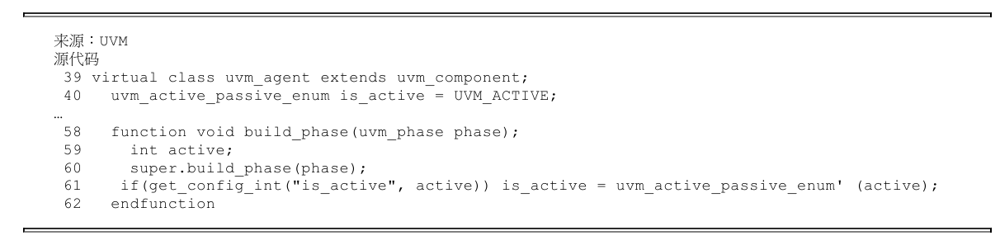 来源：UVM
源代码
39 virtual class uvm_agent extends uvm_component;
40   uvm_active_passive_enum is_active = UVM_ACTIVE;
…
58   function void build_phase(uvm_phase phase);
59     int active;
60     super.build_phase(phase);
61    if(get_config_int("is_active", active)) is_active = uvm_active_passive_enum' (active);
62   endfunction